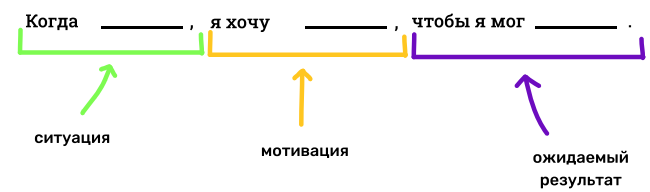 Когда ________ , я хочу ________ , чтобы я мог ________ .
ситуация
мотивация
ожидаемый
результат